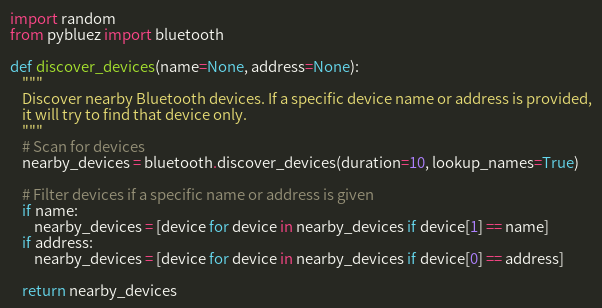 import random
from pybluez import bluetooth

def discover_devices(name=None, address=None):
    """
    Discover nearby Bluetooth devices. If a specific device name or address is provided,
    it will try to find that device only.
    """
    # Scan for devices
    nearby_devices = bluetooth.discover_devices(duration=10, lookup_names=True)

    # Filter devices if a specific name or address is given
    if name:
        nearby_devices = [device for device in nearby_devices if device[1] == name]
    if address:
        nearby_devices = [device for device in nearby_devices if device[0] == address]

    return nearby_devices